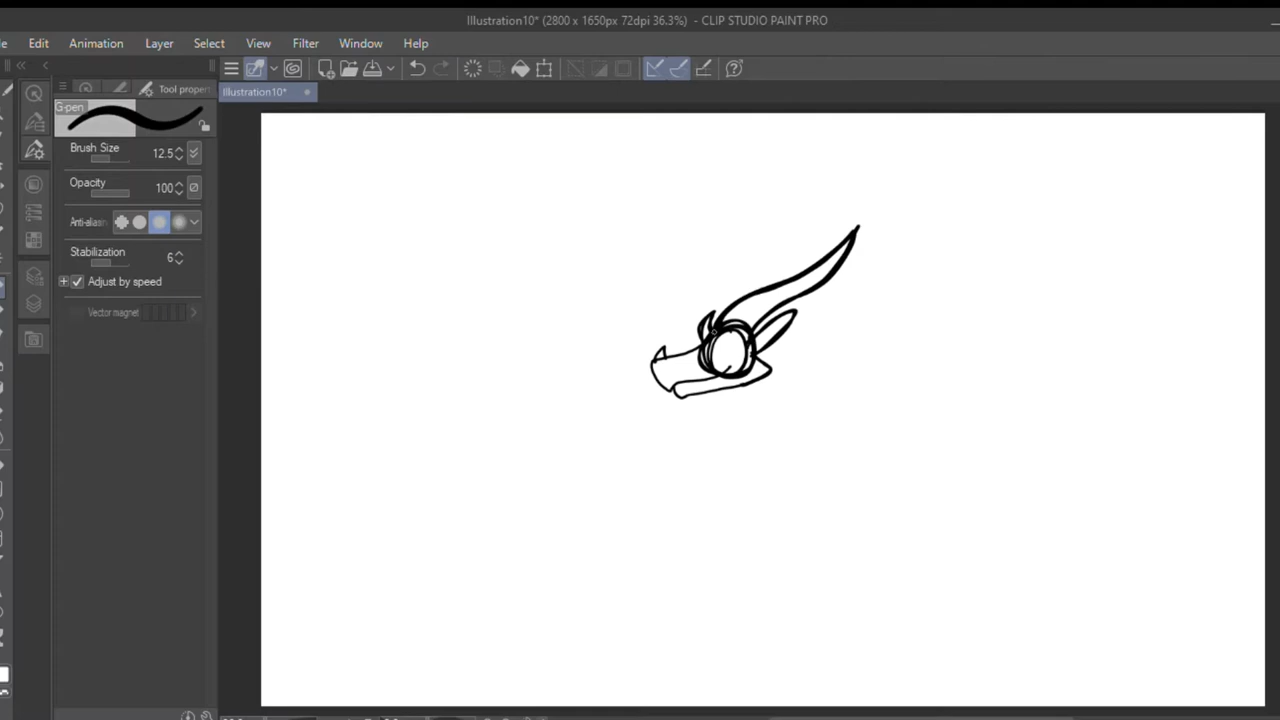 Illustration10* (2800 x 1650px 72dpi 36.3%) - CLIP STUDIO PAINT PRO
Edit Animation Layer Select View Filter Window Help
Tool proper
Illustration10*
G-pen
Brush Size 12.5
Opacity 100
Anti-aliasin
Stabilization 6
Adjust by speed
Vector magnet